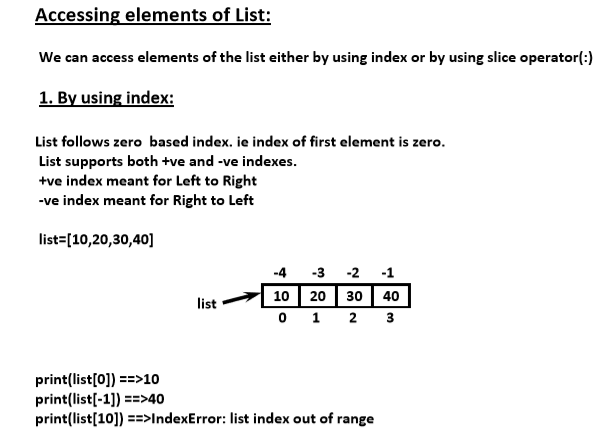 Accessing elements of List:
We can access elements of the list either by using index or by using slice operator(:)
1. By using index:
List follows zero based index. ie index of first element is zero.
List supports both +ve and -ve indexes.
+ve index meant for Left to Right
-ve index meant for Right to Left
list=[10,20,30,40]
-4 -3 -2 -1
list 10 20 30 40
0 1 2 3
print(list[0]) ==>10
print(list[-1]) ==>40
print(list[10]) ==>IndexError: list index out of range